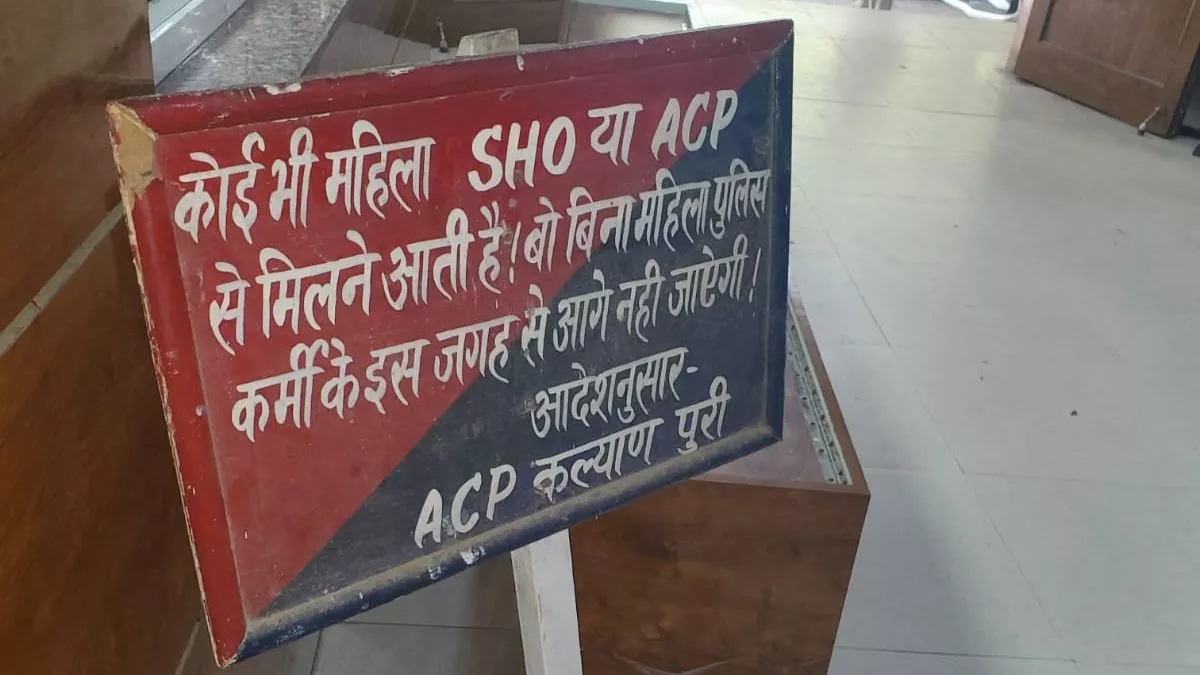 कोई भी महिला SHO या ACP
से मिलने आती है! बो बिना महिला पुलिस
कर्मी के इस जगह से आगे नही जाऐगी!
आदेशनुसार-
ACP कल्याण पुरी